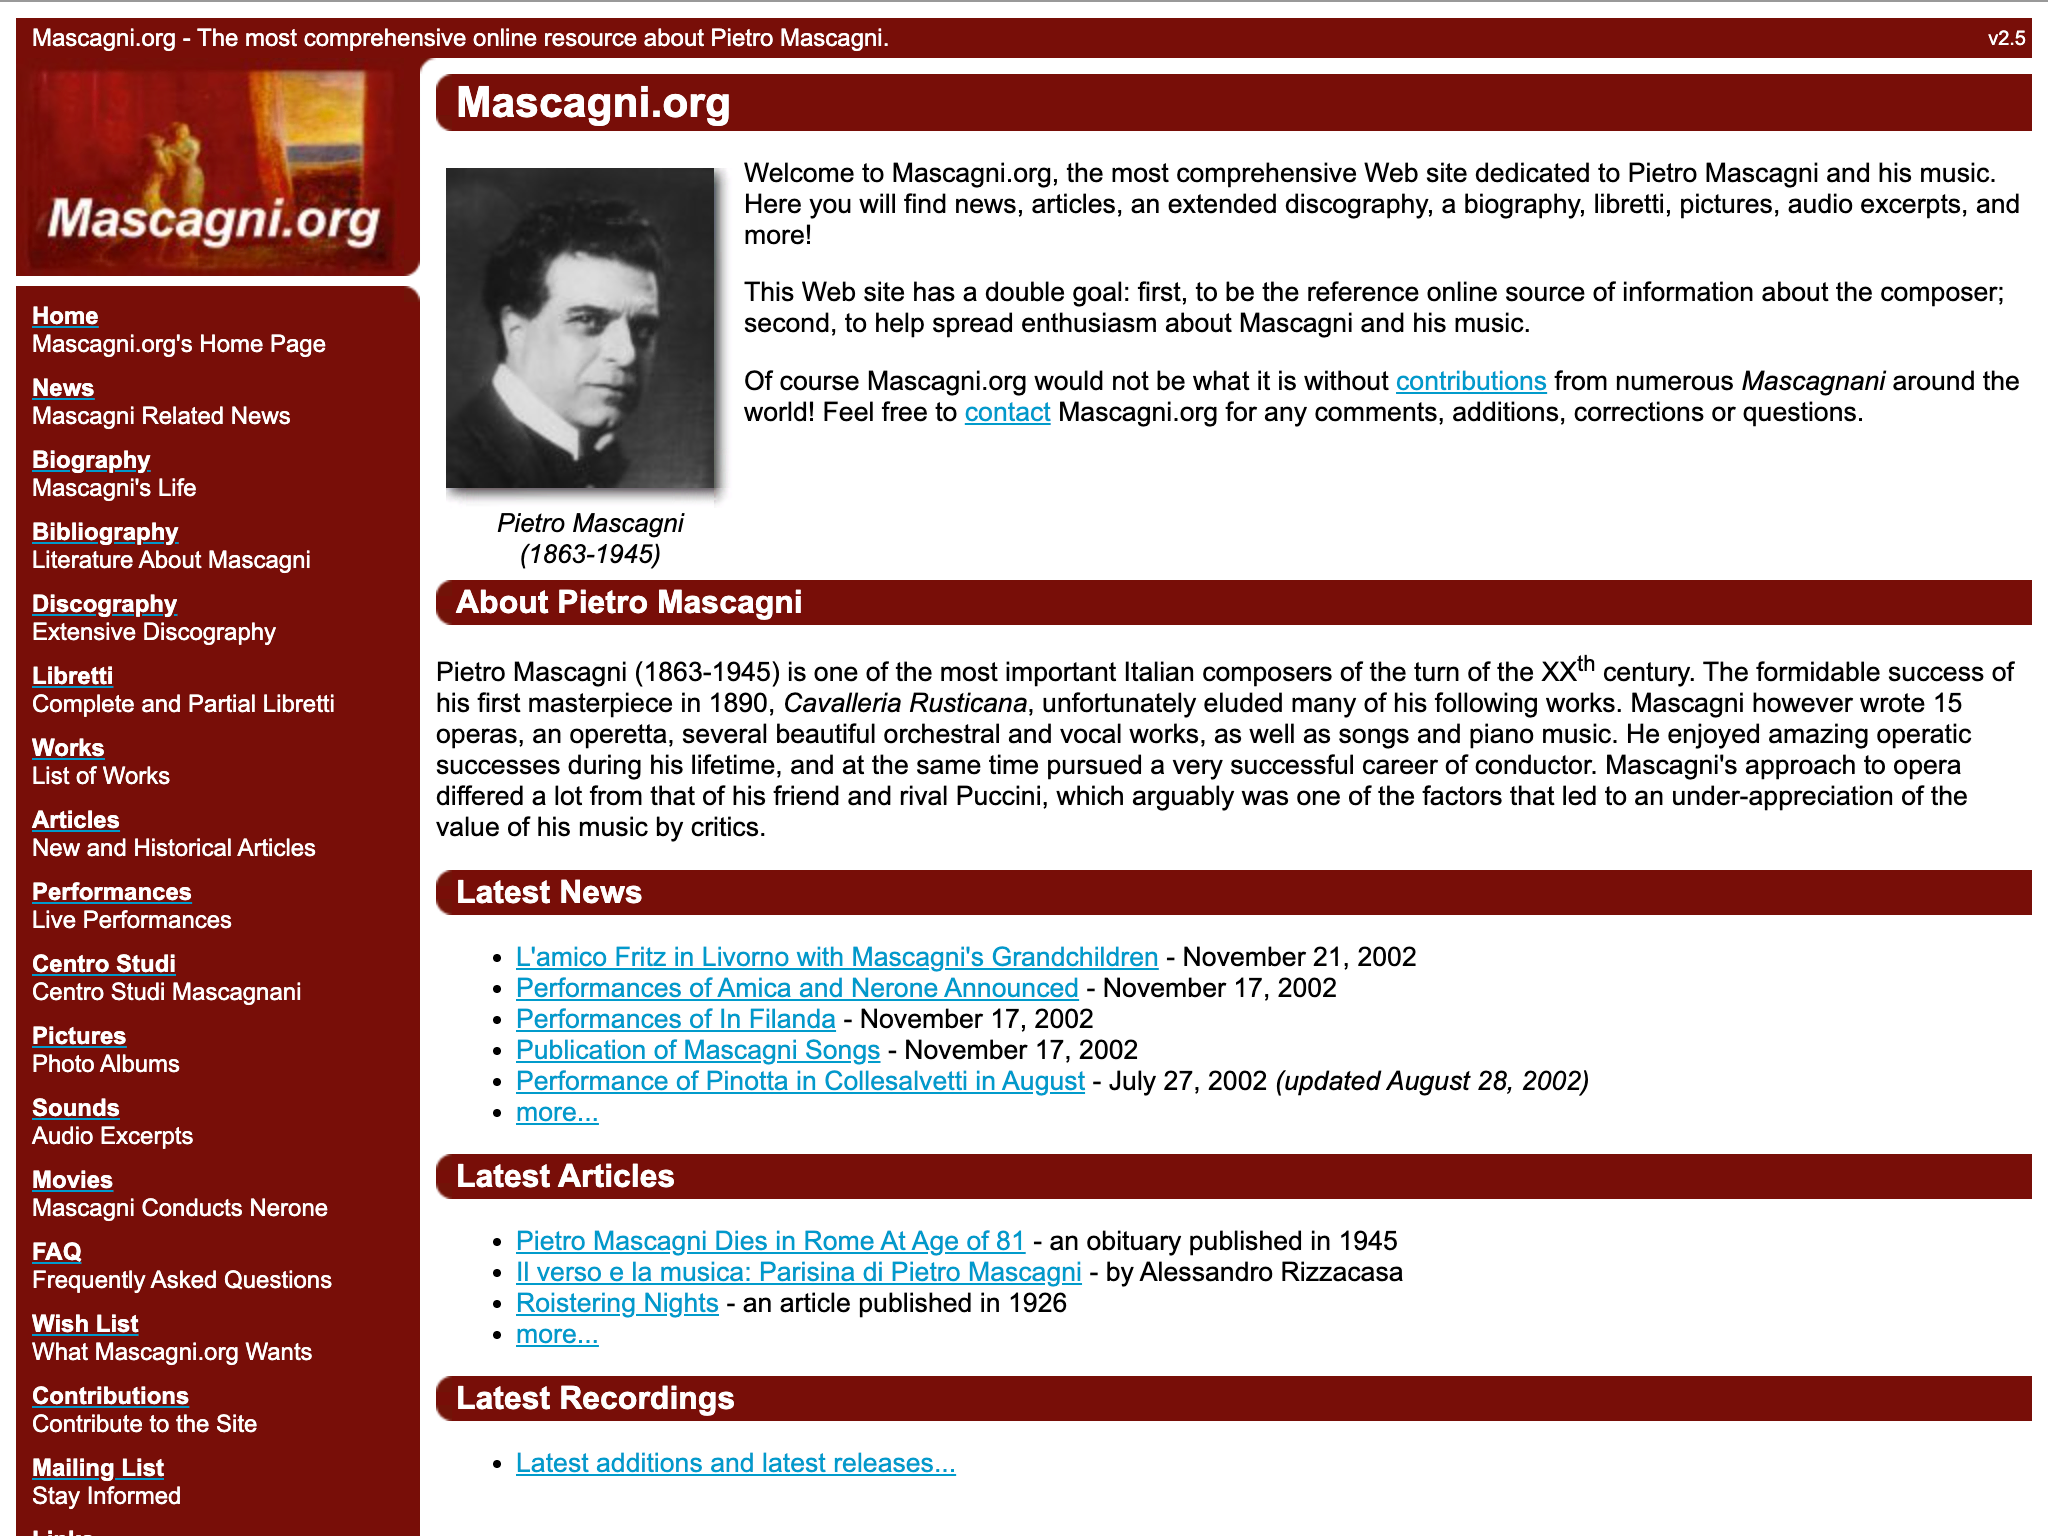 Mascagni.org - The most comprehensive online resource about Pietro Mascagni.
v2.5
Mascagni.org
Home
Mascagni.org's Home Page
News
Mascagni Related News
Biography
Mascagni's Life
Bibliography
Literature About Mascagni
Discography
Extensive Discography
Libretti
Complete and Partial Libretti
Works
List of Works
Articles
New and Historical Articles
Performances
Live Performances
Centro Studi
Centro Studi Mascagnani
Pictures
Photo Albums
Sounds
Audio Excerpts
Movies
Mascagni Conducts Nerone
FAQ
Frequently Asked Questions
Wish List
What Mascagni.org Wants
Contributions
Contribute to the Site
Mailing List
Stay Informed
Mascagni.org
Welcome to Mascagni.org, the most comprehensive Web site dedicated to Pietro Mascagni and his music.
Here you will find news, articles, an extended discography, a biography, libretti, pictures, audio excerpts, and
more!
This Web site has a double goal: first, to be the reference online source of information about the composer;
second, to help spread enthusiasm about Mascagni and his music.
Of course Mascagni.org would not be what it is without contributions from numerous Mascagnani around the
world! Feel free to contact Mascagni.org for any comments, additions, corrections or questions.
Pietro Mascagni
(1863-1945)
About Pietro Mascagni
Pietro Mascagni (1863-1945) is one of the most important Italian composers of the turn of the XXth century. The formidable success of
his first masterpiece in 1890, Cavalleria Rusticana, unfortunately eluded many of his following works. Mascagni however wrote 15
operas, an operetta, several beautiful orchestral and vocal works, as well as songs and piano music. He enjoyed amazing operatic
successes during his lifetime, and at the same time pursued a very successful career of conductor. Mascagni's approach to opera
differed a lot from that of his friend and rival Puccini, which arguably was one of the factors that led to an under-appreciation of the
value of his music by critics.
Latest News
• L'amico Fritz in Livorno with Mascagni's Grandchildren - November 21, 2002
• Performances of Amica and Nerone Announced - November 17, 2002
• Performances of In Filanda - November 17, 2002
• Publication of Mascagni Songs - November 17, 2002
• Performance of Pinotta in Collesalvetti in August - July 27, 2002 (updated August 28, 2002)
• more...
Latest Articles
• Pietro Mascagni Dies in Rome At Age of 81 - an obituary published in 1945
• Il verso e la musica: Parisina di Pietro Mascagni - by Alessandro Rizzacasa
• Roistering Nights - an article published in 1926
• more...
Latest Recordings
• Latest additions and latest releases...